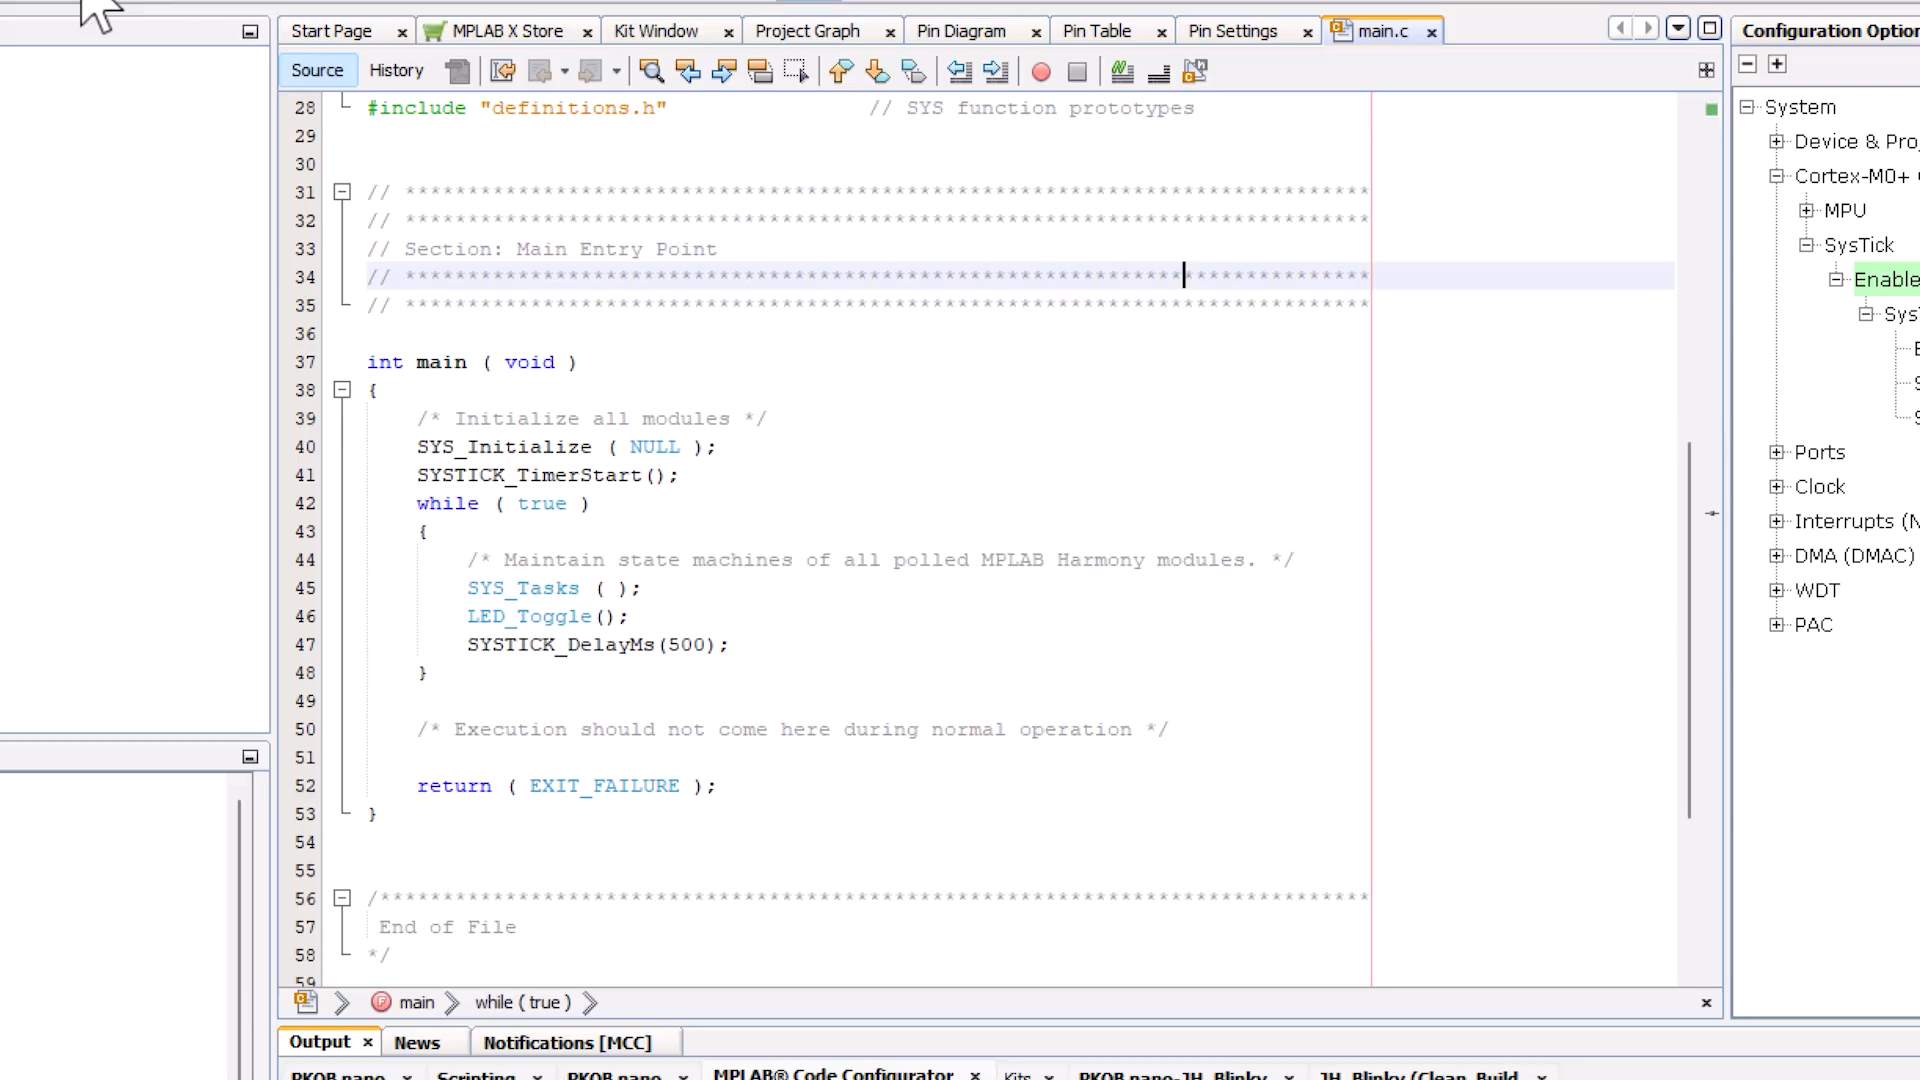 Start Page × MPLAB X Store × Kit Window × Project Graph × Pin Diagram × Pin Table × Pin Settings × main.c ×
Configuration Option
Source History
28 #include "definitions.h" // SYS function prototypes
29
30
31 // *****************************************************************************
32 // *****************************************************************************
33 // Section: Main Entry Point
34 // *****************************************************************************
35 // *****************************************************************************
36
37 int main ( void )
38 {
39 /* Initialize all modules */
40 SYS_Initialize ( NULL );
41 SYSTICK_TimerStart();
42 while ( true )
43 {
44 /* Maintain state machines of all polled MPLAB Harmony modules. */
45 SYS_Tasks ( );
46 LED_Toggle();
47 SYSTICK_DelayMs(500);
48 }
49
50 /* Execution should not come here during normal operation */
51
52 return ( EXIT_FAILURE );
53 }
54
55
56 /*******************************************************************************
57 End of File
58 */
59
main while ( true )
System
Device & Proj
Cortex-M0+
MPU
SysTick
Enable
Sys
Ports
Clock
Interrupts (N
DMA (DMAC)
WDT
PAC
Output × News Notifications [MCC]
PKOB nano × Scripting × PKOB nano × MPLAB® Code Configurator × Kits × PKOB nano-JH_Blinky × JH_Blinky (Clean, Build, ×